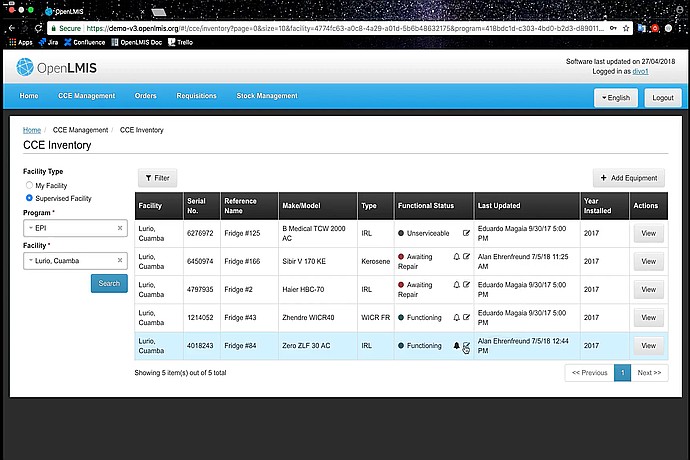 OpenLMIS
Secure | https://demo-v3.openlmis.org/#!/cce/inventory?page=0&size=10&facility=4774fc63-a0c8-4a29-a01d-5b6b48632175&program=418bdc1d-c303-4bd0-b2d3-d89011...
Apps Jira Confluence OpenLMIS Doc Trello
OpenLMIS
Software last updated on 27/04/2018
Logged in as divo1
Home CCE Management Orders Requisitions Stock Management English Logout
Home / CCE Management / CCE Inventory
CCE Inventory
Facility Type
My Facility
Supervised Facility
Program *
EPI
Facility *
Lurio, Cuamba
Search
Filter
Add Equipment
Facility Serial No. Reference Name Make/Model Type Functional Status Last Updated Year Installed Actions
Lurio, Cuamba 6276972 Fridge #125 B Medical TCW 2000 AC IRL Unserviceable Eduardo Magaia 9/30/17 5:00 PM 2017 View
Lurio, Cuamba 6450974 Fridge #166 Sibir V 170 KE Kerosene Awaiting Repair Alan Ehrenfreund 7/5/18 11:25 AM 2017 View
Lurio, Cuamba 4797935 Fridge #2 Haier HBC-70 IRL Awaiting Repair Eduardo Magaia 9/30/17 5:00 PM 2017 View
Lurio, Cuamba 1214052 Fridge #43 Zhendre WICR40 WICR FR Functioning Eduardo Magaia 9/30/17 5:00 PM 2017 View
Lurio, Cuamba 4018243 Fridge #84 Zero ZLF 30 AC IRL Functioning Alan Ehrenfreund 7/5/18 12:44 PM 2017 View
Showing 5 item(s) out of 5 total
<< Previous 1 Next >>